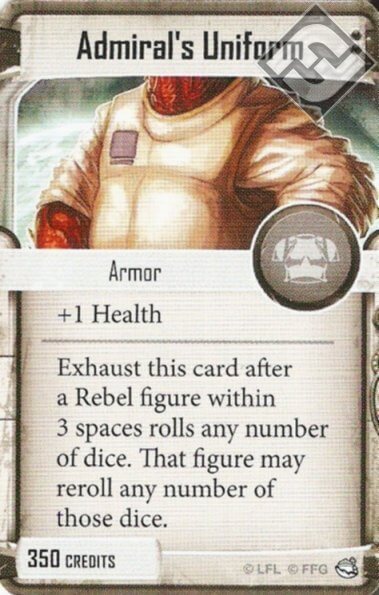 Admiral's Uniform
Armor
+1 Health
Exhaust this card after
a Rebel figure within
3 spaces rolls any number
of dice. That figure may
reroll any number of
those dice.
350 CREDITS
©LFL ©FFG